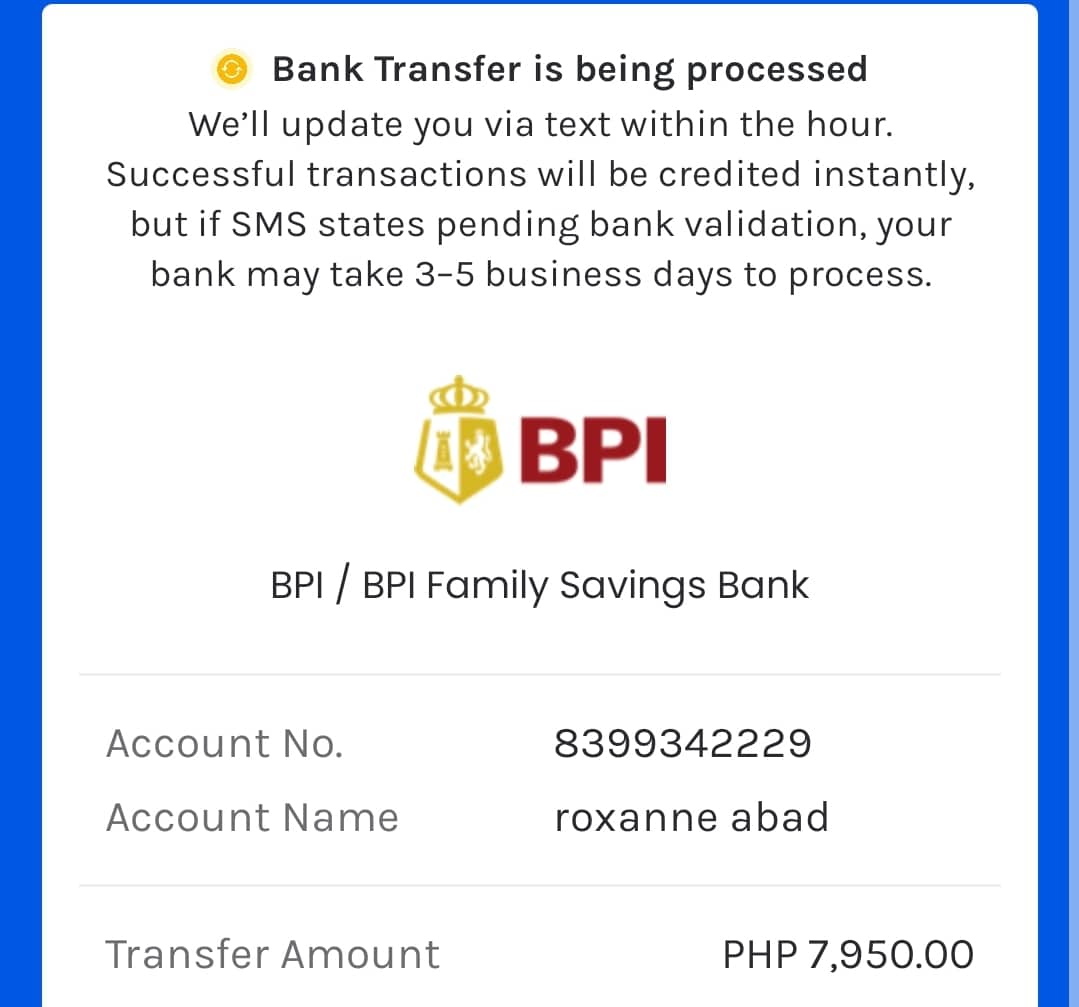 Bank Transfer is being processed
We’ll update you via text within the hour.
Successful transactions will be credited instantly,
but if SMS states pending bank validation, your
bank may take 3–5 business days to process.
BPI
BPI / BPI Family Savings Bank
Account No. 8399342229
Account Name roxanne abad
Transfer Amount PHP 7,950.00